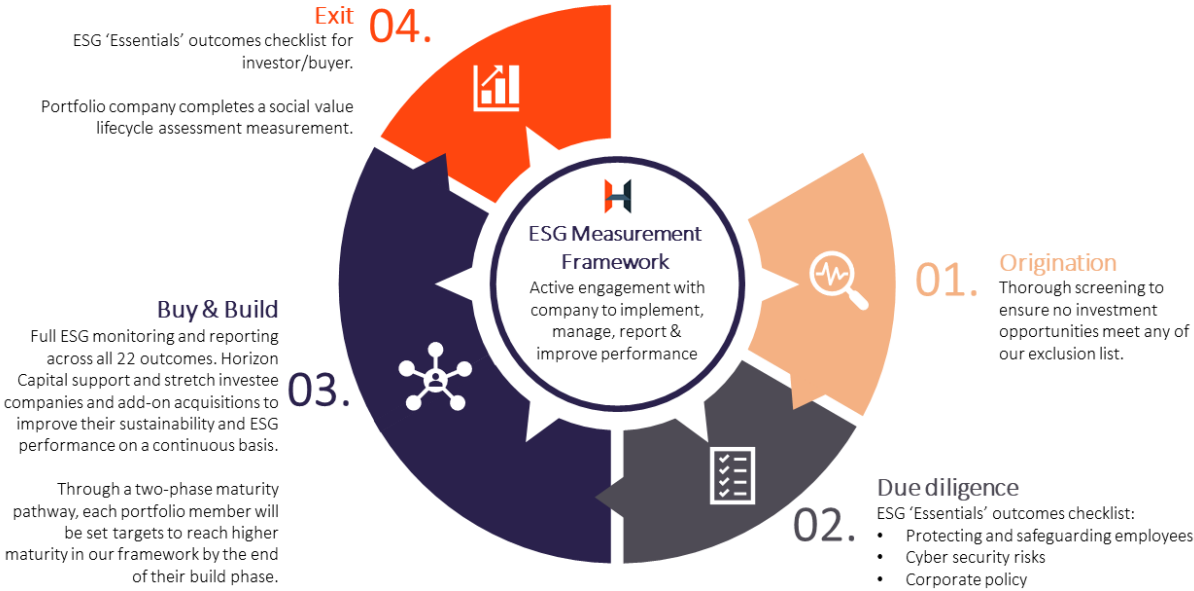 ESG Measurement
Framework
Active engagement with
company to implement,
manage, report &
improve performance
01.
Origination
Thorough screening to
ensure no investment
opportunities meet any of
our exclusion list.
02.
Due diligence
ESG ‘Essentials’ outcomes checklist:
• Protecting and safeguarding employees
• Cyber security risks
• Corporate policy
03.
Buy & Build
Full ESG monitoring and reporting
across all 22 outcomes. Horizon
Capital support and stretch investee
companies and add-on acquisitions to
improve their sustainability and ESG
performance on a continuous basis.
Through a two-phase maturity
pathway, each portfolio member will
be set targets to reach higher
maturity in our framework by the end
of their build phase.
04.
Exit
ESG ‘Essentials’ outcomes checklist for
investor/buyer.
Portfolio company completes a social value
lifecycle assessment measurement.